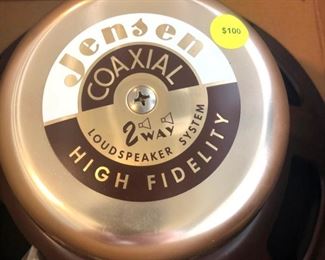 $100
Jensen
COAXIAL
2 WAY
LOUDSPEAKER SYSTEM
HIGH FIDELITY